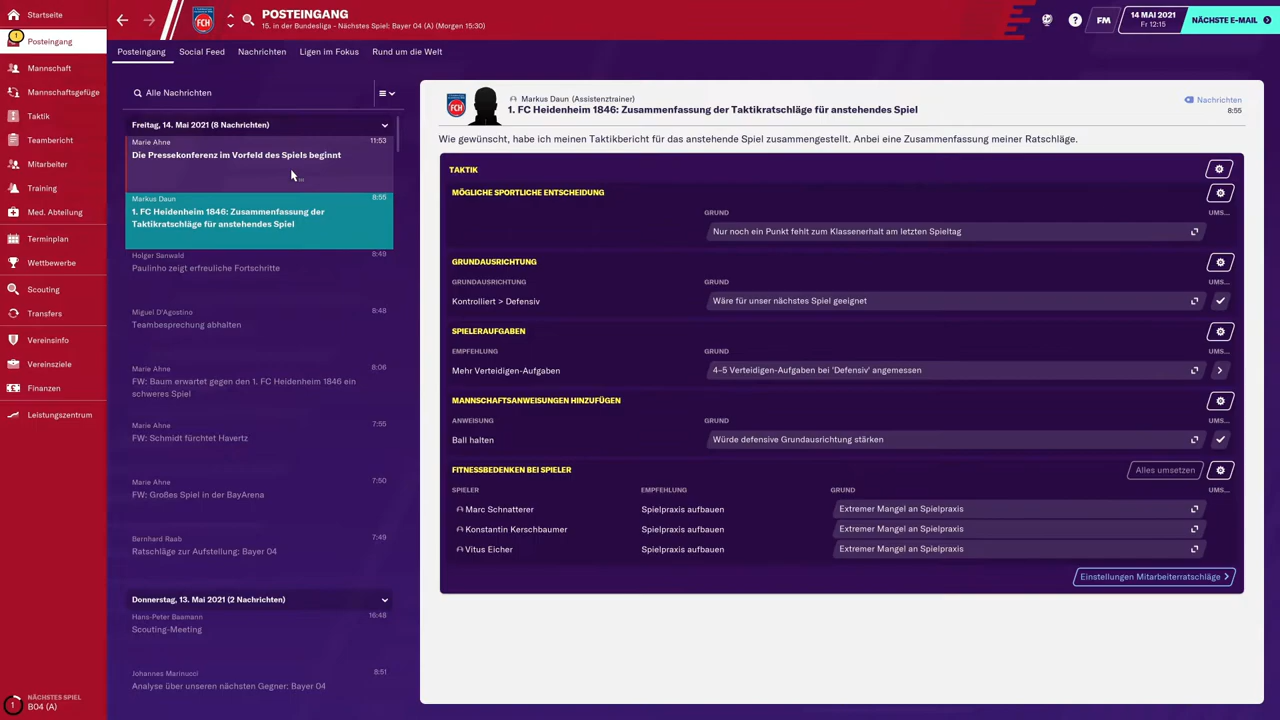 Startseite
1
Posteingang
Mannschaft
Mannschaftsgefüge
Taktik
Teambericht
Mitarbeiter
Training
Med. Abteilung
Terminplan
Wettbewerbe
Scouting
Transfers
Vereinsinfo
Vereinsziele
Finanzen
Leistungszentrum
NÄCHSTES SPIEL
1
B04 (A)
FCH
POSTEINGANG
15. in der Bundesliga - Nächstes Spiel: Bayer 04 (A) (Morgen 15:30)
?
FM
14 MAI 2021
Fr 12:15
NÄCHSTE E-MAIL
Posteingang
Social Feed
Nachrichten
Ligen im Fokus
Rund um die Welt
Alle Nachrichten
Freitag, 14. Mai 2021 (8 Nachrichten)
Marie Ahne 11:53
Die Pressekonferenz im Vorfeld des Spiels beginnt
Markus Daun 8:55
1. FC Heidenheim 1846: Zusammenfassung der
Taktikratschläge für anstehendes Spiel
Holger Sanwald 8:49
Paulinho zeigt erfreuliche Fortschritte
Miguel D'Agostino 8:48
Teambesprechung abhalten
Marie Ahne 8:06
FW: Baum erwartet gegen den 1. FC Heidenheim 1846 ein
schweres Spiel
Marie Ahne 7:55
FW: Schmidt fürchtet Havertz
Marie Ahne 7:50
FW: Großes Spiel in der BayArena
Bernhard Raab 7:49
Ratschläge zur Aufstellung: Bayer 04
Donnerstag, 13. Mai 2021 (2 Nachrichten)
Hans-Peter Baamann 16:48
Scouting-Meeting
Johannes Marinucci 8:51
Analyse über unseren nächsten Gegner: Bayer 04
FCH
Markus Daun (Assistenztrainer)
Nachrichten
1. FC Heidenheim 1846: Zusammenfassung der Taktikratschläge für anstehendes Spiel
8:55
Wie gewünscht, habe ich meinen Taktikbericht für das anstehende Spiel zusammengestellt. Anbei eine Zusammenfassung meiner Ratschläge.
TAKTIK
MÖGLICHE SPORTLICHE ENTSCHEIDUNG
GRUND UMS...
Nur noch ein Punkt fehlt zum Klassenerhalt am letzten Spieltag
GRUNDAUSRICHTUNG
GRUNDAUSRICHTUNG GRUND UMS...
Kontrolliert > Defensiv Wäre für unser nächstes Spiel geeignet
SPIELERAUFGABEN
EMPFEHLUNG GRUND UMS...
Mehr Verteidigen-Aufgaben 4–5 Verteidigen-Aufgaben bei 'Defensiv' angemessen
MANNSCHAFTSANWEISUNGEN HINZUFÜGEN
ANWEISUNG GRUND UMS...
Ball halten Würde defensive Grundausrichtung stärken
FITNESSBEDENKEN BEI SPIELER Alles umsetzen
SPIELER EMPFEHLUNG GRUND UMS...
Marc Schnatterer Spielpraxis aufbauen Extremer Mangel an Spielpraxis
Konstantin Kerschbaumer Spielpraxis aufbauen Extremer Mangel an Spielpraxis
Vitus Eicher Spielpraxis aufbauen Extremer Mangel an Spielpraxis
Einstellungen Mitarbeiterratschläge